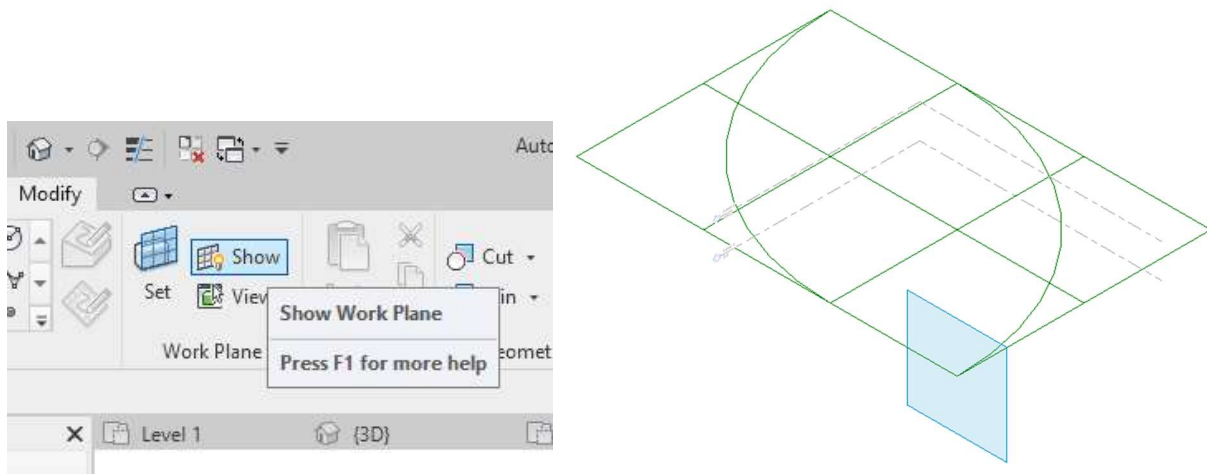 Auto
Modify
Show
Cut
Set
View
in
Show Work Plane
Work Plane
eomet
Press F1 for more help
Level 1
{3D}